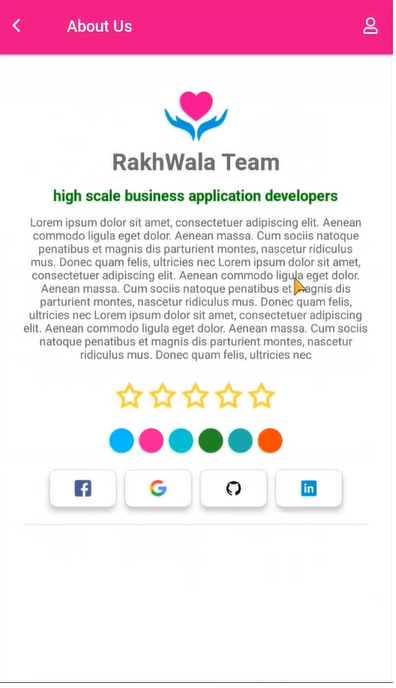 About Us
RakhWala Team
high scale business application developers
Lorem ipsum dolor sit amet, consectetuer adipiscing elit. Aenean
commodo ligula eget dolor. Aenean massa. Cum sociis natoque
penatibus et magnis dis parturient montes, nascetur ridiculus
mus. Donec quam felis, ultricies nec Lorem ipsum dolor sit amet,
consectetuer adipiscing elit. Aenean commodo ligula eget dolor.
Aenean massa. Cum sociis natoque penatibus et magnis dis
parturient montes, nascetur ridiculus mus. Donec quam felis,
ultricies nec Lorem ipsum dolor sit amet, consectetuer adipiscing
elit. Aenean commodo ligula eget dolor. Aenean massa. Cum sociis
natoque penatibus et magnis dis parturient montes, nascetur
ridiculus mus. Donec quam felis, ultricies nec